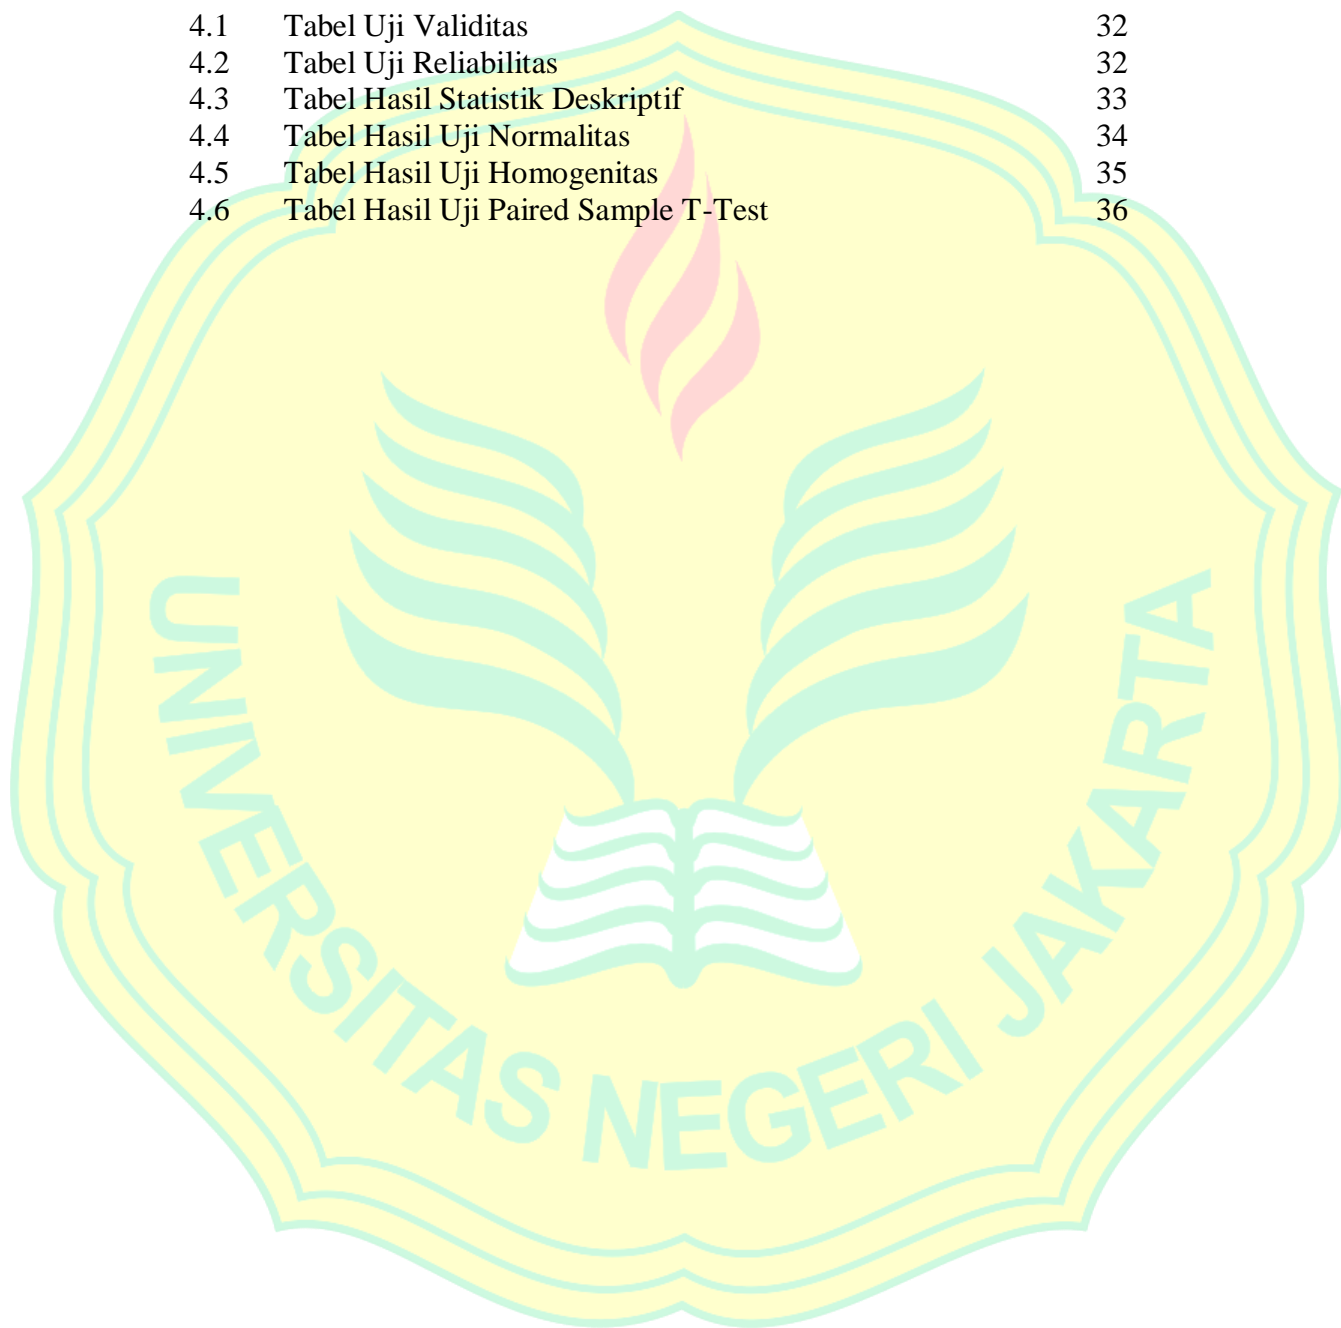 4.1 Tabel Uji Validitas 32
4.2 Tabel Uji Reliabilitas 32
4.3 Tabel Hasil Statistik Deskriptif 33
4.4 Tabel Hasil Uji Normalitas 34
4.5 Tabel Hasil Uji Homogenitas 35
4.6 Tabel Hasil Uji Paired Sample T-Test 36
UNIVERSITAS NEGERI JAKARTA